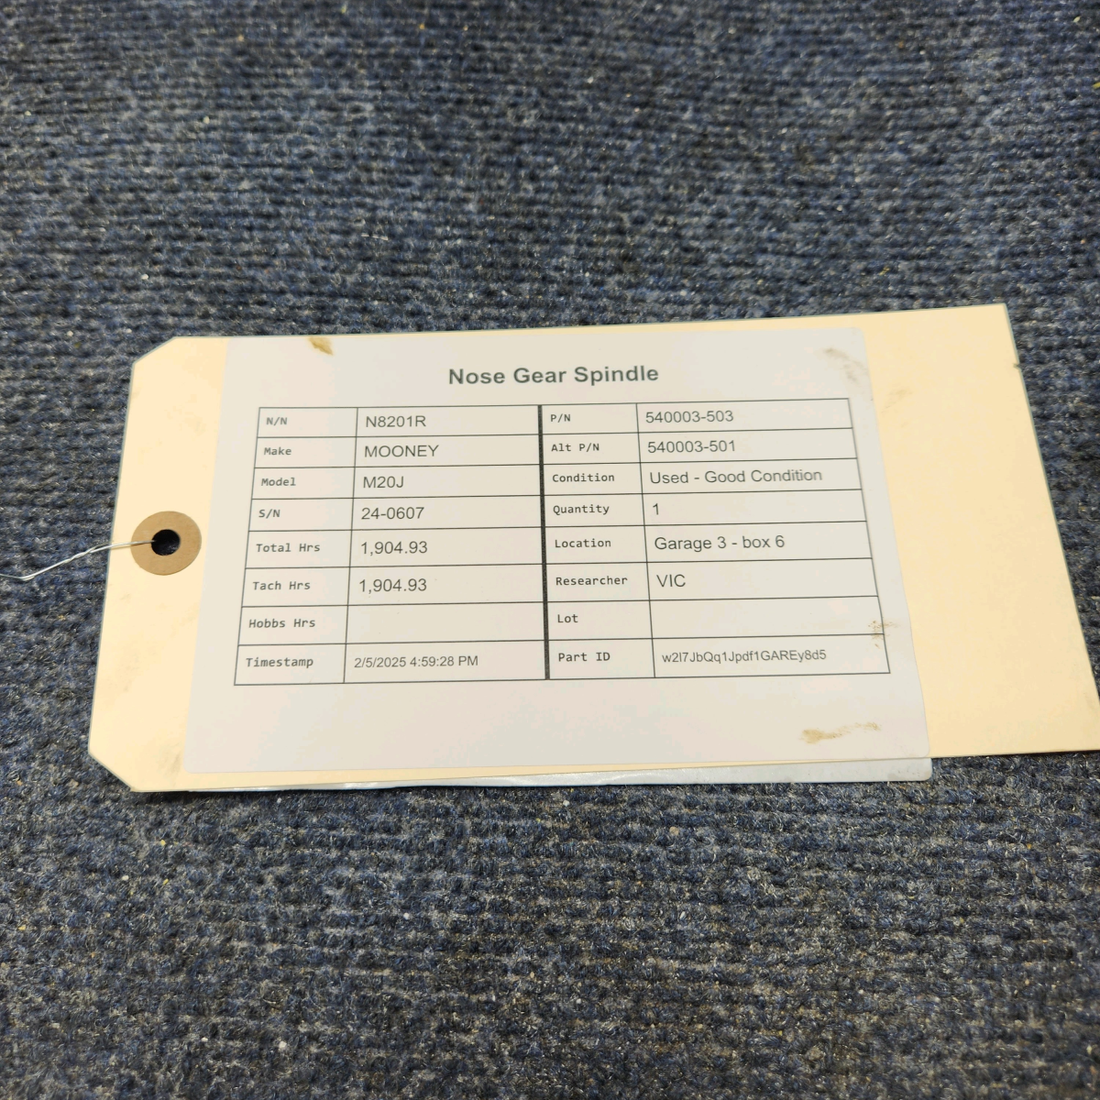 Nose Gear Spindle
N/N N8201R P/N 540003-503
Make MOONEY Alt P/N 540003-501
Model M20J Condition Used - Good Condition
S/N 24-0607 Quantity 1
Total Hrs 1,904.93 Location Garage 3 - box 6
Tach Hrs 1,904.93 Researcher VIC
Hobbs Hrs Lot
Timestamp 2/5/2025 4:59:28 PM Part ID w2I7JbQq1Jpdf1GAREy8d5